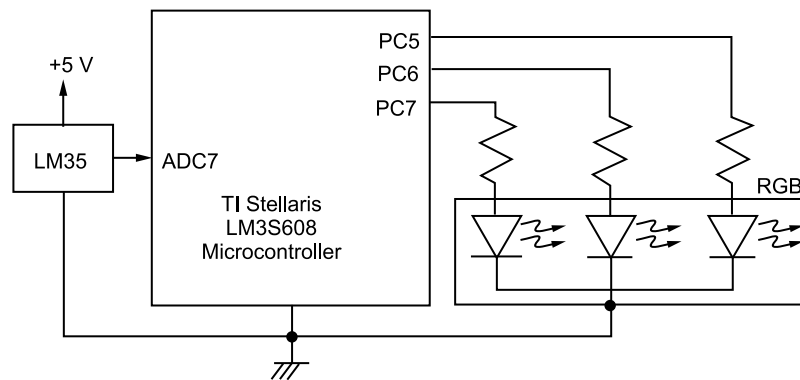 PC5
+5 V
PC6
PC7
LM35
ADC7
RGB
TI Stellaris
LM3S608
Microcontroller